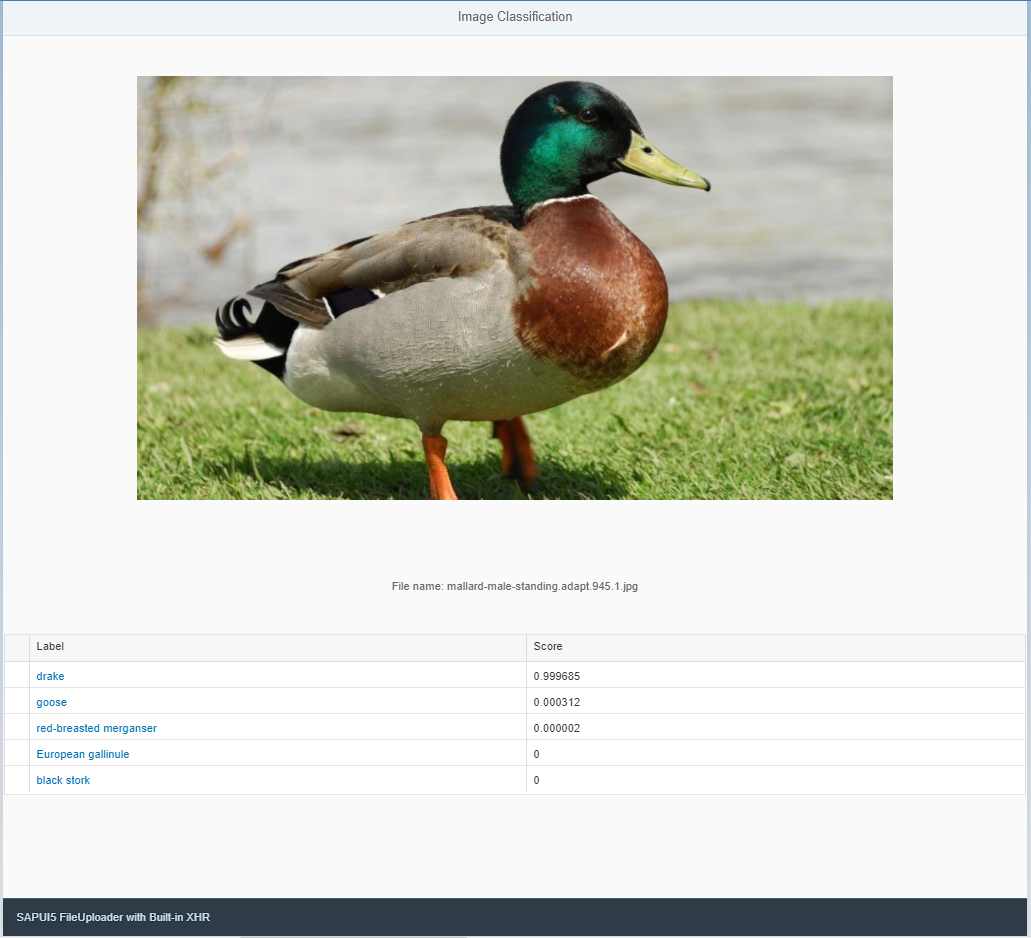 Image Classification
File name: mallard-male-standing.adapt.945.1.jpg
Label Score
drake 0.999685
goose 0.000312
red-breasted merganser 0.000002
European gallinule 0
black stork 0
SAPUI5 FileUploader with Built-in XHR